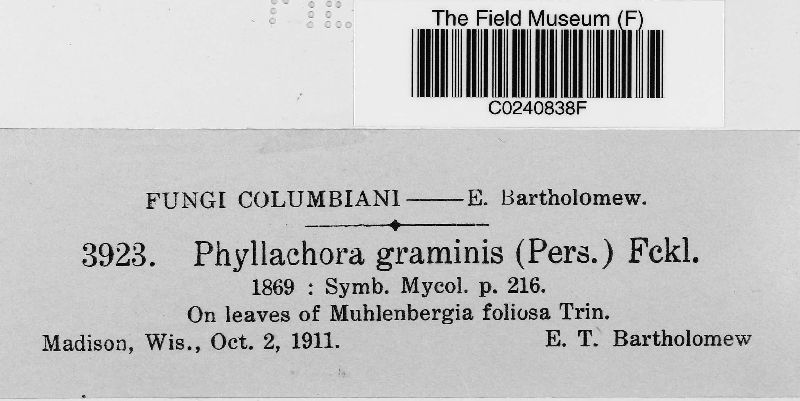 The Field Museum (F)
C0240838F
FUNGI COLUMBIANI —— E. Bartholomew.
3923. Phyllachora graminis (Pers.) Fckl.
1869 : Symb. Mycol. p. 216.
On leaves of Muhlenbergia foliosa Trin.
Madison, Wis., Oct. 2, 1911. E. T. Bartholomew